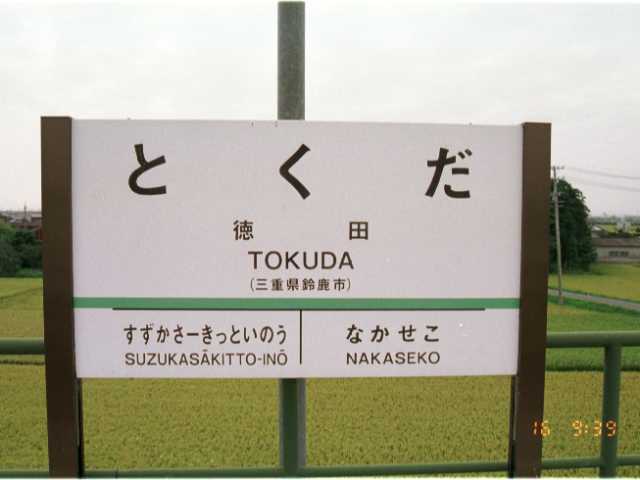 とくだ
徳田
TOKUDA
(三重県鈴鹿市)
すずかさーきっといのう
SUZUKASĀKITTO-INŌ
なかせこ
NAKASEKO
16 9:39